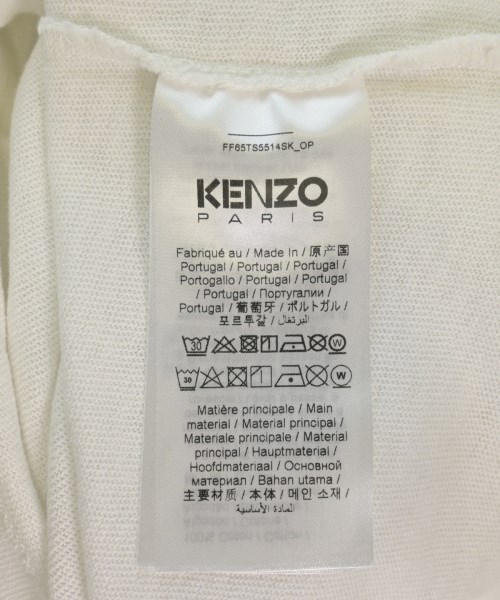 FF65TS5514SK_OP
KENZO
PARIS
Fabriqué au / Made In / 原产国
Portugal / Portugal / Portugal /
Portogallo / Portugal / Portugal
/ Portugal / Португалии /
Portugal / 葡萄牙 / ポルトガル /
포르투갈 / البرتغال /
30 W
30 W
Matière principale / Main
material / Material principal /
Materiale principale / Material
principal / Hauptmaterial /
Hoofdmateriaal / Основной
материал / Bahan utama /
主要材质 / 本体 / 메인 소재 /
المادة الأساسية /